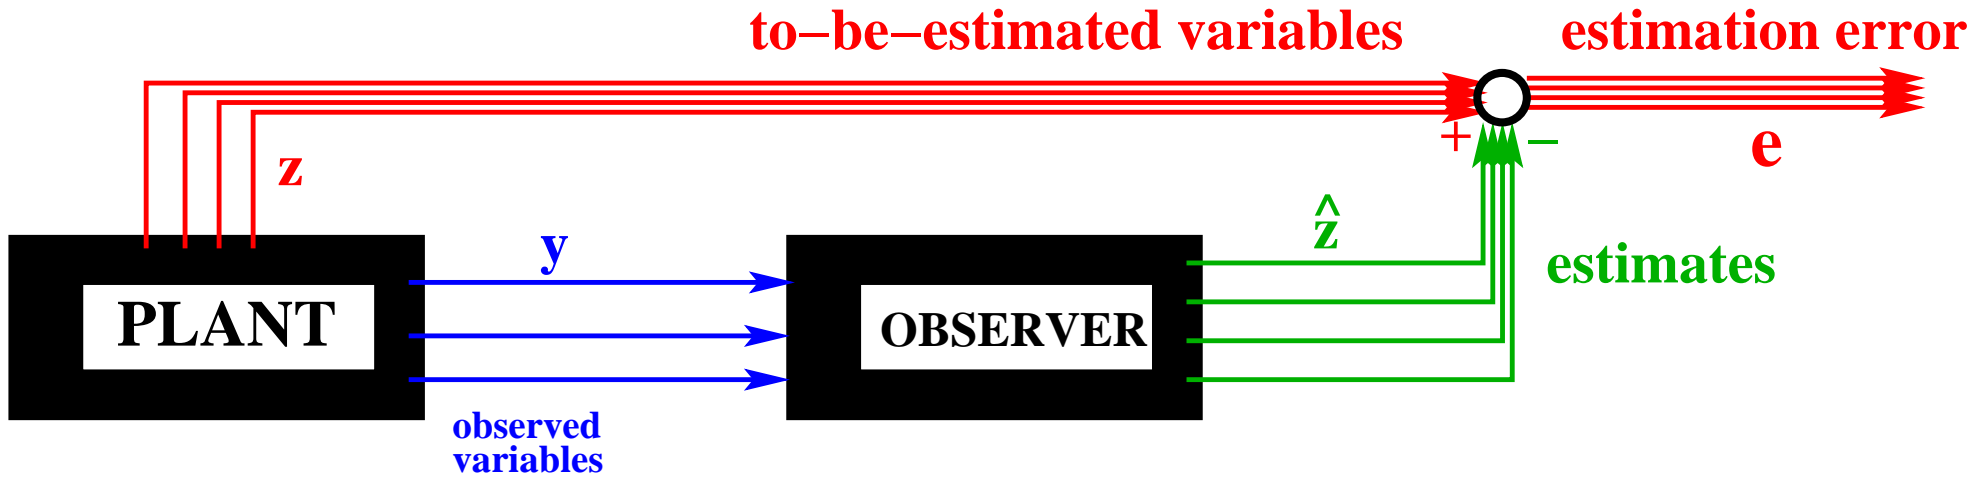 to−be−estimated variables
estimation error
+
−
e
z
y
ẑ
estimates
PLANT
OBSERVER
observed
variables